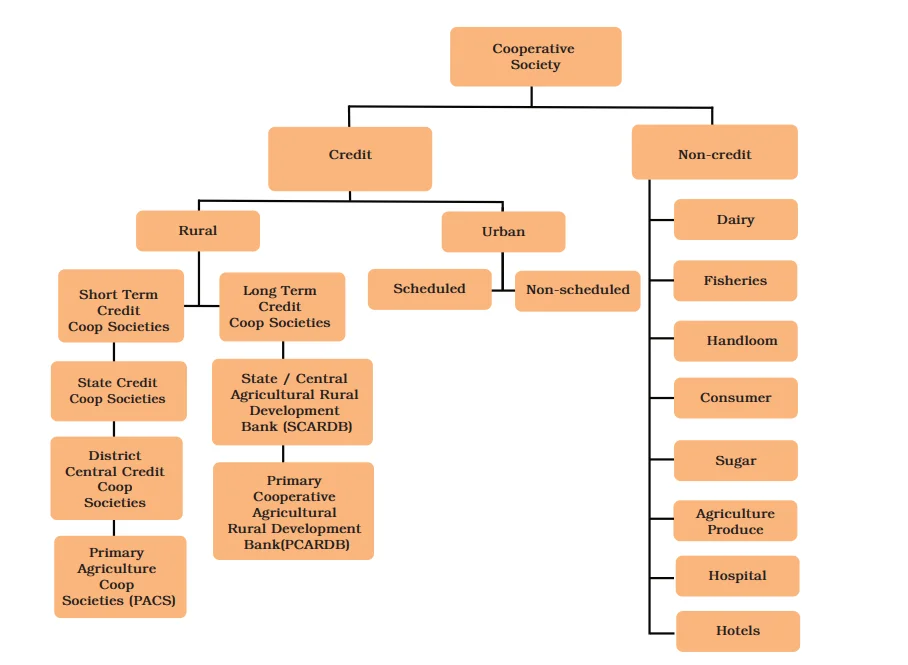 Cooperative
Society
Credit
Non-credit
Rural
Urban
Short Term
Credit
Coop Societies
Long Term
Credit
Coop Societies
Scheduled
Non-scheduled
State Credit
Coop Societies
State / Central
Agricultural Rural
Development
Bank (SCARDB)
District
Central Credit
Coop
Societies
Primary
Cooperative
Agricultural
Rural Development
Bank(PCARDB)
Primary
Agriculture
Coop
Societies (PACS)
Dairy
Fisheries
Handloom
Consumer
Sugar
Agriculture
Produce
Hospital
Hotels